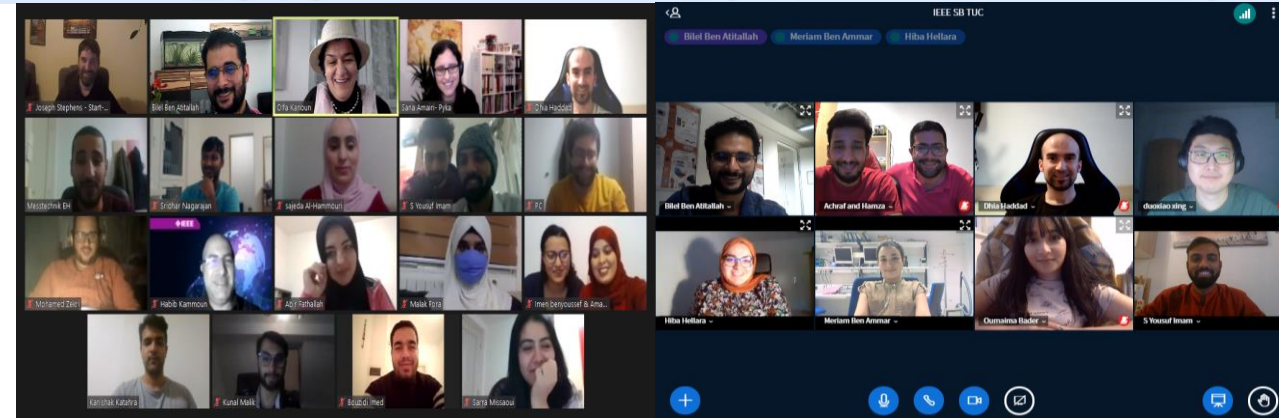 Joseph Stephens - Start-...
Bilel Ben Atitallah
Olfa Kanoun
Sana Amairi- Pyka
Dhia Haddad
Messtechnik EH
Sridhar Nagarajan
sajeda Al-Hammouri
S Yousuf Imam
PC
Mohamed Zekri
IEEE
Habib Kammoun
Abir Fathallah
Malak Fora
Imen benyoussef & Ama...
Kanishak Katahra
Kunal Malik
Bouzidi Imed
Sarra Missaoui
IEEE SB TUC
Bilel Ben Atitallah
Meriam Ben Ammar
Hiba Hellara
Bilel Ben Atitallah
Achraf and Hamza
Dhia Haddad
duoxiao xing
Hiba Hellara
Meriam Ben Ammar
Oumaima Bader
S Yousuf Imam